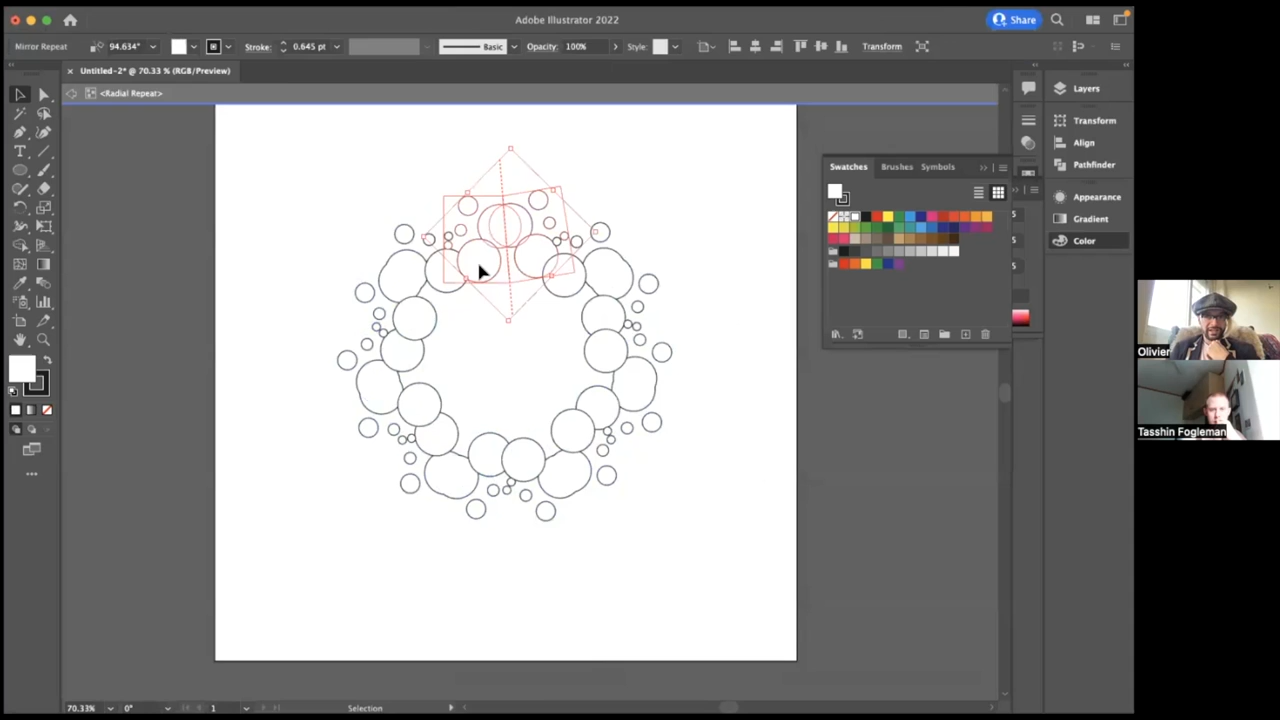 Adobe Illustrator 2022
Share
Mirror Repeat
94.634°
Stroke:
0.645 pt
Basic
Opacity:
100%
Style:
Transform
× Untitled-2* @ 70.33 % (RGB/Preview)
<Radial Repeat>
Layers
Transform
Align
Pathfinder
Appearance
Gradient
Color
Swatches
Brushes
Symbols
Olivier
Tasshin Fogleman
70.33%
0°
1
Selection